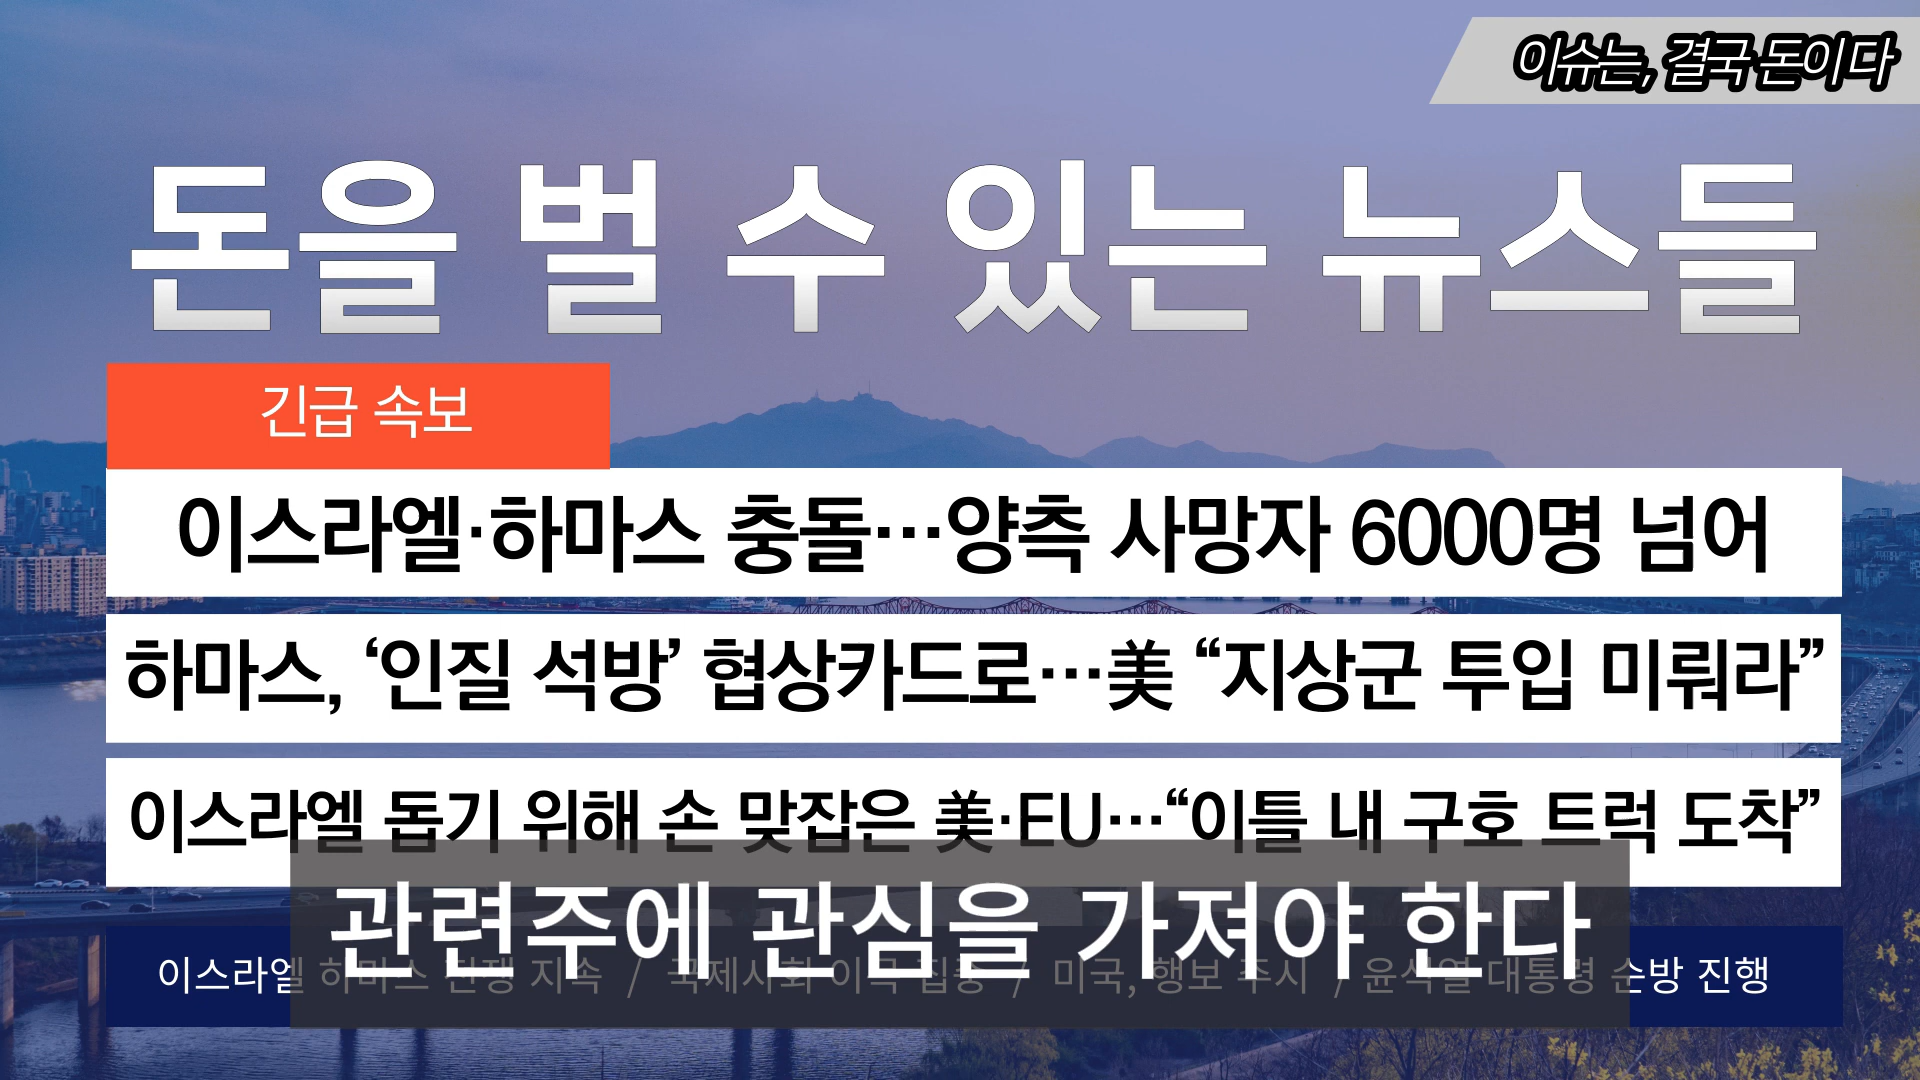 이슈는, 결국 돈이다
돈을 벌 수 있는 뉴스들
긴급 속보
이스라엘·하마스 충돌…양측 사망자 6000명 넘어
하마스, ‘인질 석방’ 협상카드로…美 “지상군 투입 미뤄라”
이스라엘 돕기 위해 손 맞잡은 美·EU…“이틀 내 구호 트럭 도착”
관련주에 관심을 가져야 한다
이스라엘 하마스 전쟁 지속 / 국제사회 이목 집중 / 미국, 행보 주시 / 윤석열 대통령 순방 진행